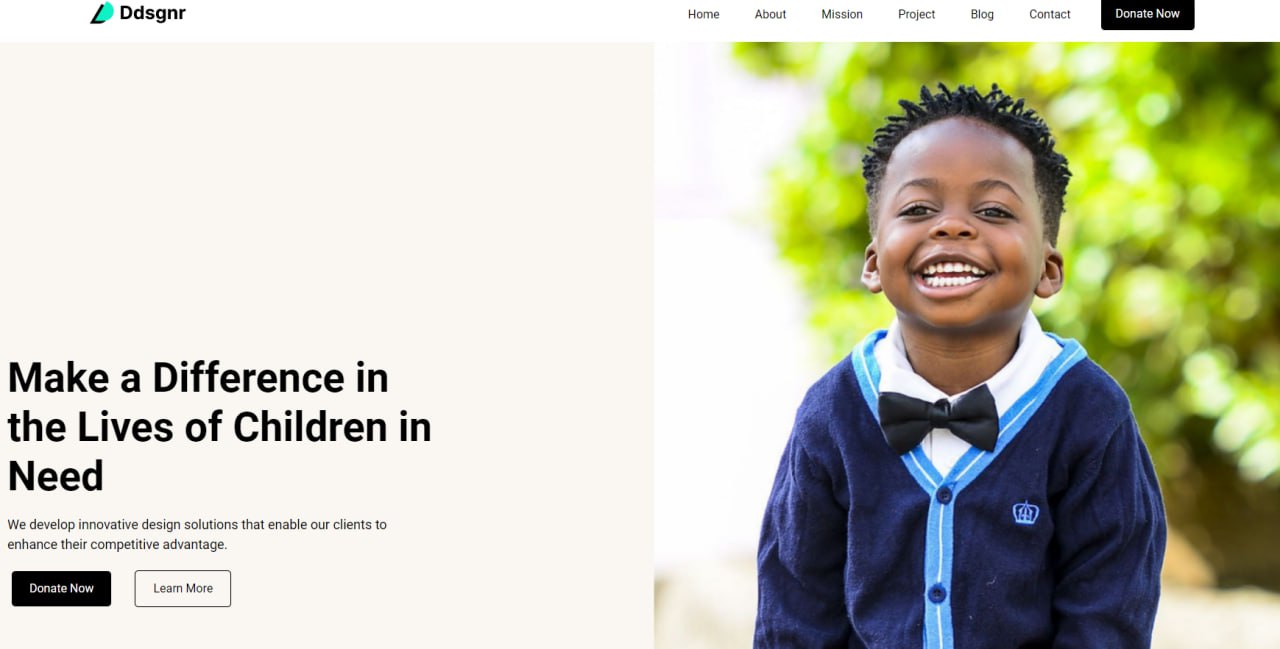 Ddsgnr
Home About Mission Project Blog Contact Donate Now
Make a Difference in
the Lives of Children in
Need
We develop innovative design solutions that enable our clients to
enhance their competitive advantage.
Donate Now Learn More